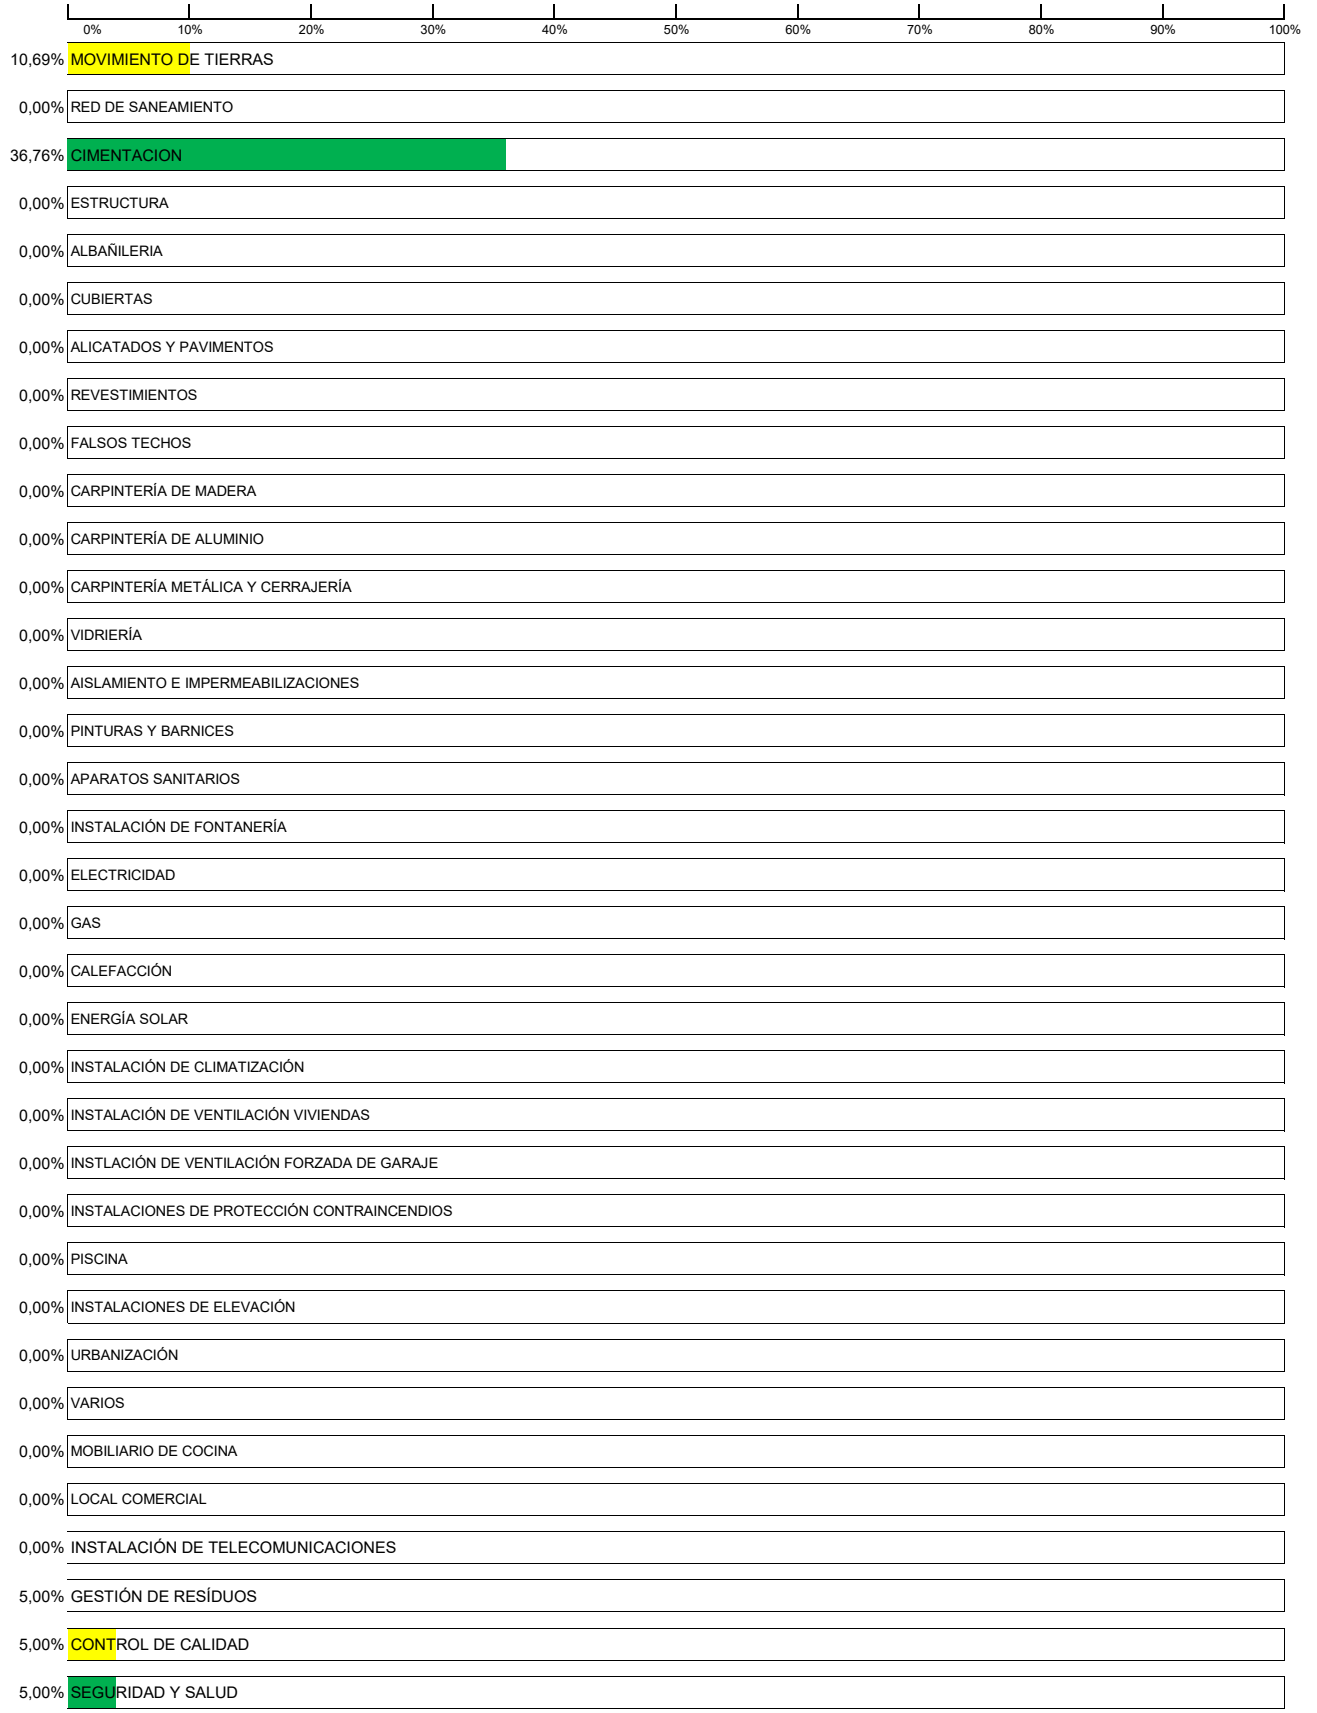 0% 10% 20% 30% 40% 50% 60% 70% 80% 90% 100%
10,69% MOVIMIENTO DE TIERRAS
0,00% RED DE SANEAMIENTO
36,76% CIMENTACION
0,00% ESTRUCTURA
0,00% ALBAÑILERIA
0,00% CUBIERTAS
0,00% ALICATADOS Y PAVIMENTOS
0,00% REVESTIMIENTOS
0,00% FALSOS TECHOS
0,00% CARPINTERÍA DE MADERA
0,00% CARPINTERÍA DE ALUMINIO
0,00% CARPINTERÍA METÁLICA Y CERRAJERÍA
0,00% VIDRIERÍA
0,00% AISLAMIENTO E IMPERMEABILIZACIONES
0,00% PINTURAS Y BARNICES
0,00% APARATOS SANITARIOS
0,00% INSTALACIÓN DE FONTANERÍA
0,00% ELECTRICIDAD
0,00% GAS
0,00% CALEFACCIÓN
0,00% ENERGÍA SOLAR
0,00% INSTALACIÓN DE CLIMATIZACIÓN
0,00% INSTALACIÓN DE VENTILACIÓN VIVIENDAS
0,00% INSTLACIÓN DE VENTILACIÓN FORZADA DE GARAJE
0,00% INSTALACIONES DE PROTECCIÓN CONTRAINCENDIOS
0,00% PISCINA
0,00% INSTALACIONES DE ELEVACIÓN
0,00% URBANIZACIÓN
0,00% VARIOS
0,00% MOBILIARIO DE COCINA
0,00% LOCAL COMERCIAL
0,00% INSTALACIÓN DE TELECOMUNICACIONES
5,00% GESTIÓN DE RESÍDUOS
5,00% CONTROL DE CALIDAD
5,00% SEGURIDAD Y SALUD